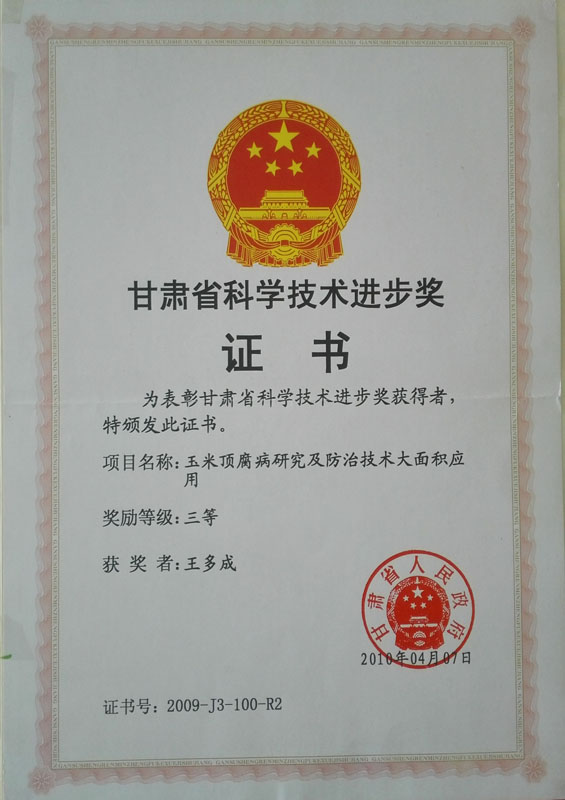 甘肃省科学技术进步奖
证 书
为表彰甘肃省科学技术进步奖获得者，
特颁发此证书。
项目名称：玉米顶腐病研究及防治技术大面积应
用
奖励等级：三等
获 奖 者：王多成
甘肃省人民政府
2010年04月07日
证书号：2009-J3-100-R2